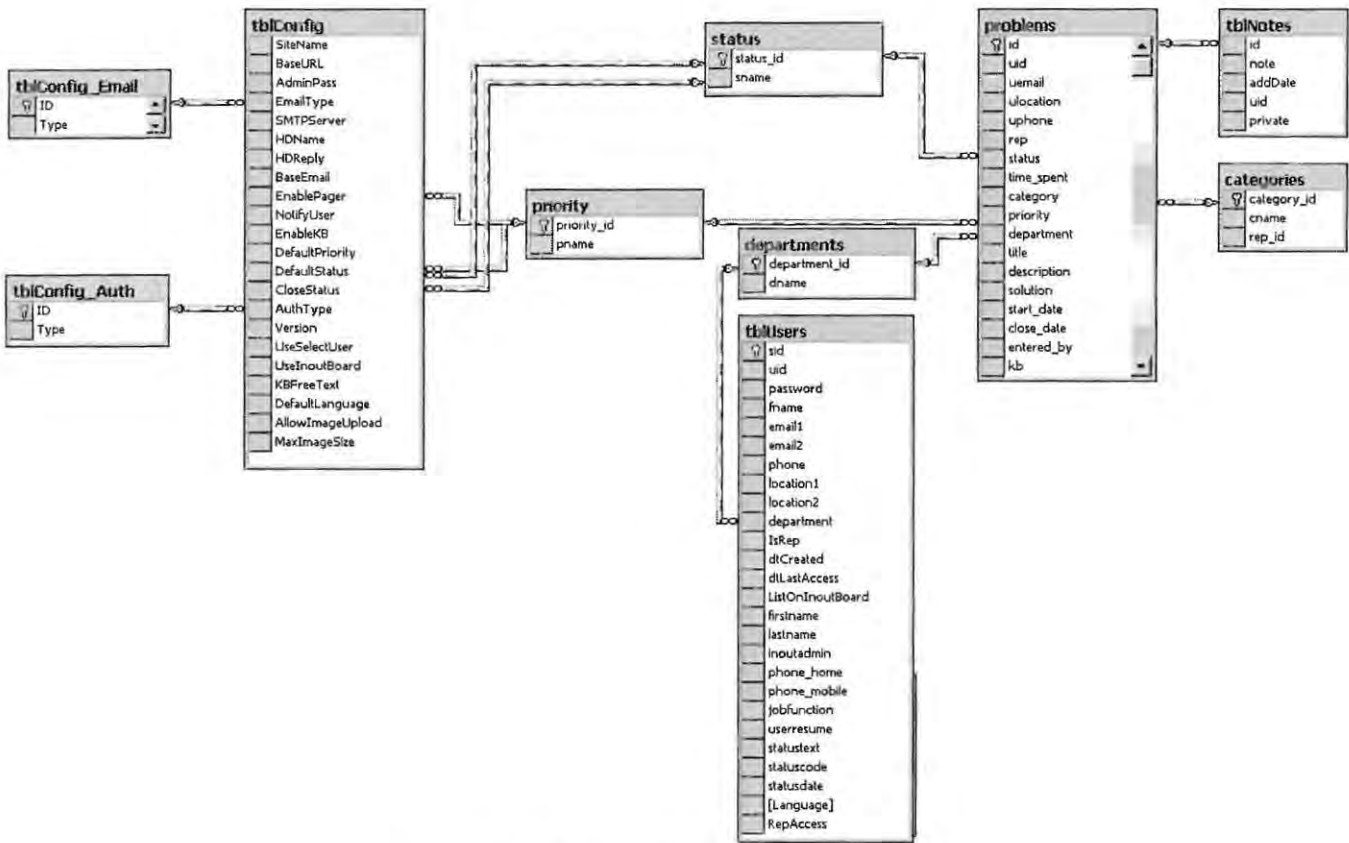 tblConfig_Email
ID
Type
tblConfig_Auth
ID
Type
tblConfig
SiteName
BaseURL
AdminPass
EmailType
SMTPServer
HDName
HDReply
BaseEmail
EnablePager
NotifyUser
EnableKB
DefaultPriority
DefaultStatus
CloseStatus
AuthType
Version
UseSelectUser
UseInoutBoard
KBFreeText
DefaultLanguage
AllowImageUpload
MaxImageSize
status
status_id
sname
priority
priority_id
pname
departments
department_id
dname
tblUsers
sid
uid
password
fname
email1
email2
phone
location1
location2
department
IsRep
dtCreated
dtLastAccess
ListOnInoutBoard
firstname
lastname
inoutadmin
phone_home
phone_mobile
jobfunction
userresume
statustext
statuscode
statusdate
[Language]
RepAccess
problems
id
uid
uemail
ulocation
uphone
rep
status
time_spent
category
priority
department
title
description
solution
start_date
close_date
entered_by
kb
tblNotes
id
note
addDate
uid
private
categories
category_id
cname
rep_id